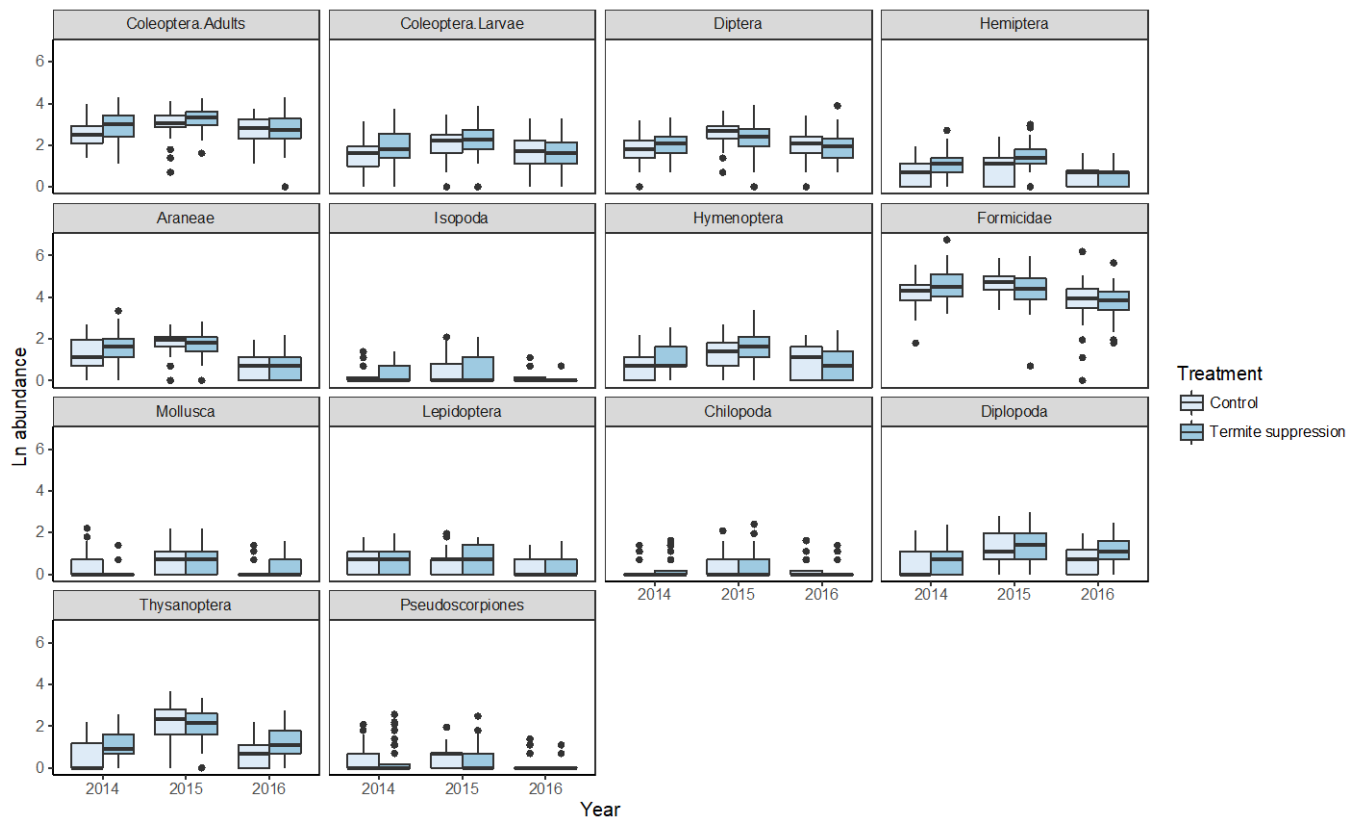 Coleoptera.Adults Coleoptera.Larvae Diptera Hemiptera
6
4
2
0
Araneae Isopoda Hymenoptera Formicidae
6
4
2
0
Mollusca Lepidoptera Chilopoda Diplopoda
6
4
2
0
2014 2015 2016 2014 2015 2016
Thysanoptera Pseudoscorpiones
6
4
2
0
2014 2015 2016 2014 2015 2016
Year
Ln abundance
Treatment
Control
Termite suppression